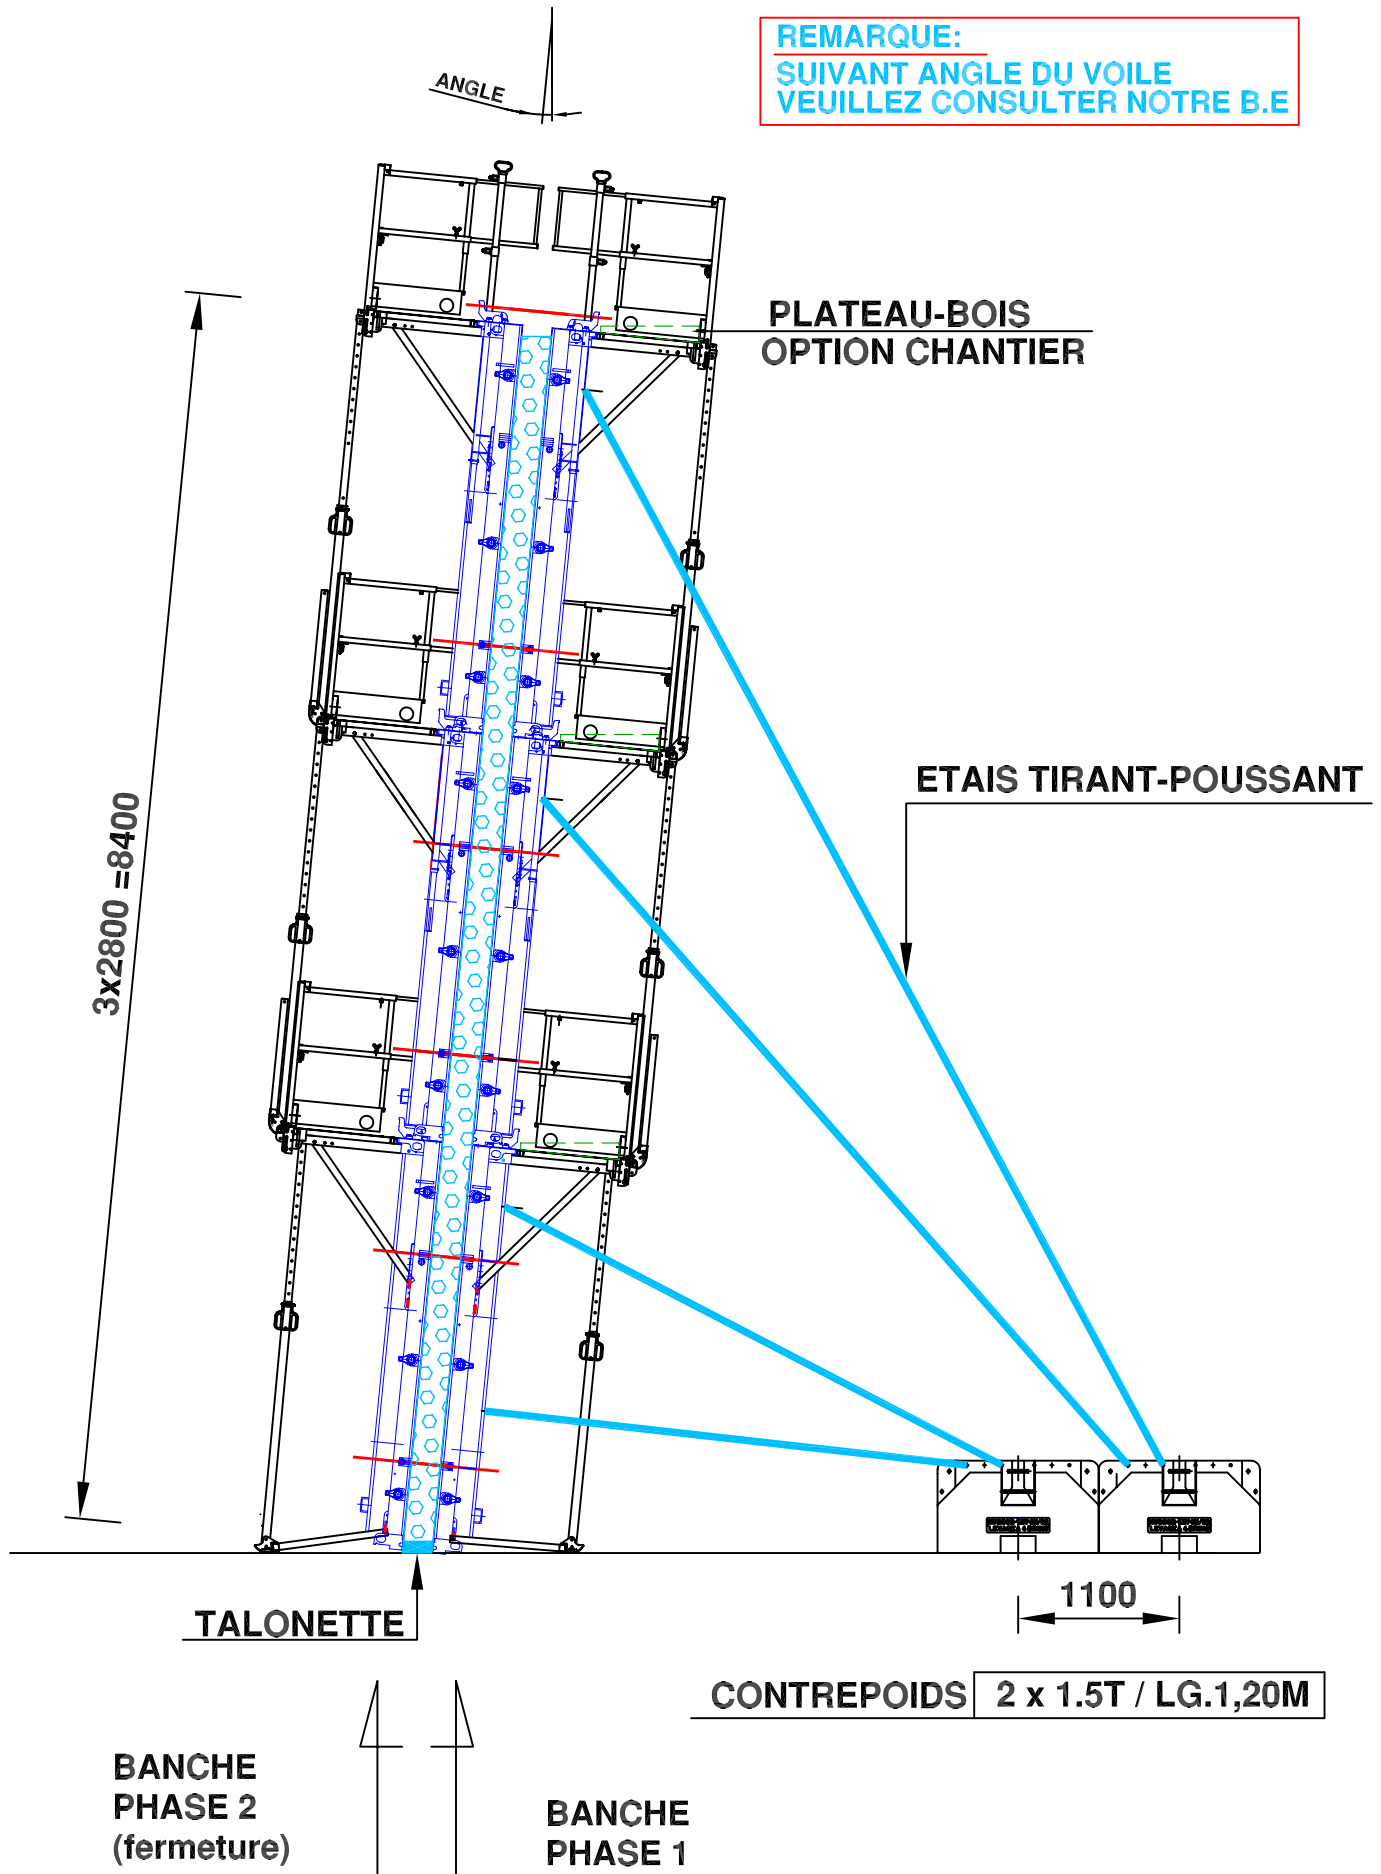 REMARQUE:
SUIVANT ANGLE DU VOILE
VEUILLEZ CONSULTER NOTRE B.E
ANGLE
PLATEAU-BOIS
OPTION CHANTIER
ETAIS TIRANT-POUSSANT
3x2800 =8400
TALONETTE
1100
CONTREPOIDS 2 x 1.5T / LG.1,20M
BANCHE
PHASE 2
(fermeture)
BANCHE
PHASE 1